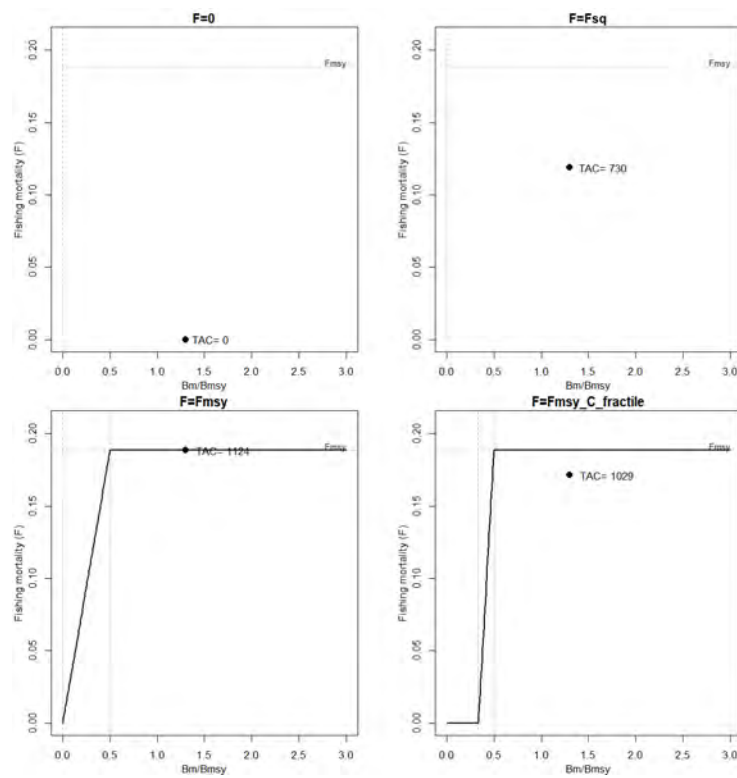 F=0
0.20
0.15
0.10
0.05
0.00
Fishing mortality (F)
Fmsy
TAC= 0
0.0 0.5 1.0 1.5 2.0 2.5 3.0
Bm/Bmsy
F=Fsq
0.20
0.15
0.10
0.05
0.00
Fishing mortality (F)
Fmsy
TAC= 730
0.0 0.5 1.0 1.5 2.0 2.5 3.0
Bm/Bmsy
F=Fmsy
0.20
0.15
0.10
0.05
0.00
Fishing mortality (F)
Fmsy
TAC= 1124
0.0 0.5 1.0 1.5 2.0 2.5 3.0
Bm/Bmsy
F=Fmsy_C_fractile
0.20
0.15
0.10
0.05
0.00
Fishing mortality (F)
Fmsy
TAC= 1029
0.0 0.5 1.0 1.5 2.0 2.5 3.0
Bm/Bmsy